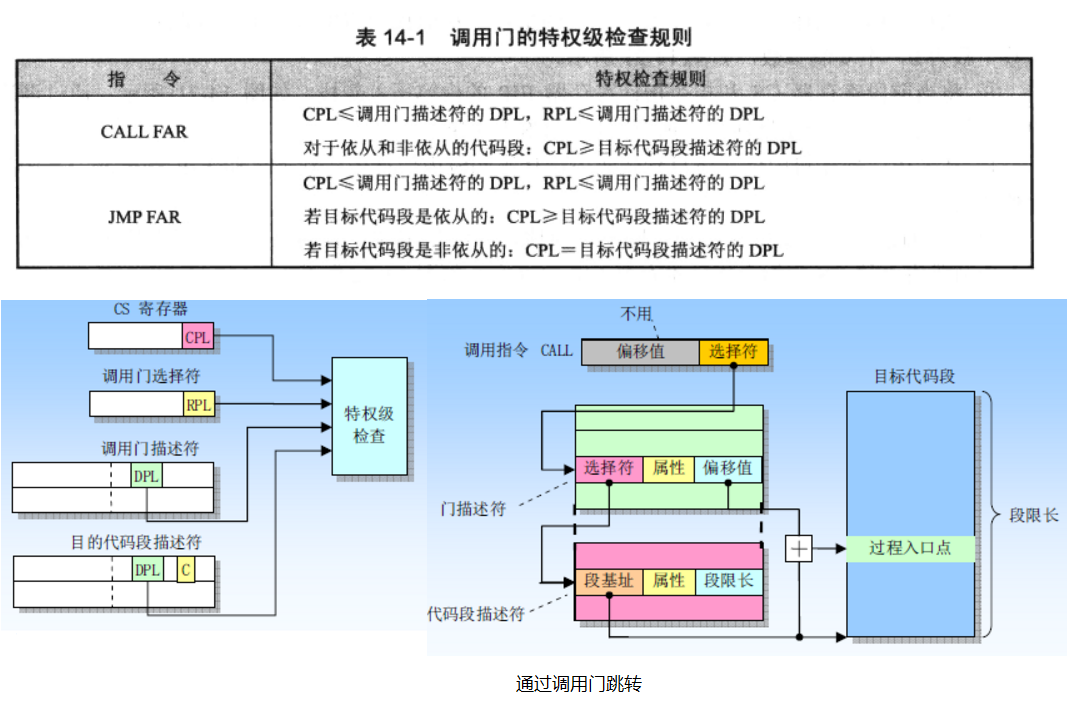 表 14-1 调用门的特权级检查规则
指 令 特权检查规则
CALL FAR
CPL≤调用门描述符的 DPL，RPL≤调用门描述符的 DPL
对于依从和非依从的代码段：CPL≥目标代码段描述符的 DPL
JMP FAR
CPL≤调用门描述符的 DPL，RPL≤调用门描述符的 DPL
若目标代码段是依从的：CPL≥目标代码段描述符的 DPL
若目标代码段是非依从的：CPL＝目标代码段描述符的 DPL
CS 寄存器
CPL
调用门选择符
RPL
调用门描述符
DPL
目的代码段描述符
DPL C
特权级
检查
不用
调用指令 CALL 偏移值 选择符
目标代码段
选择符 属性 偏移值
门描述符
段限长
过程入口点
段基址 属性 段限长
代码段描述符
通过调用门跳转